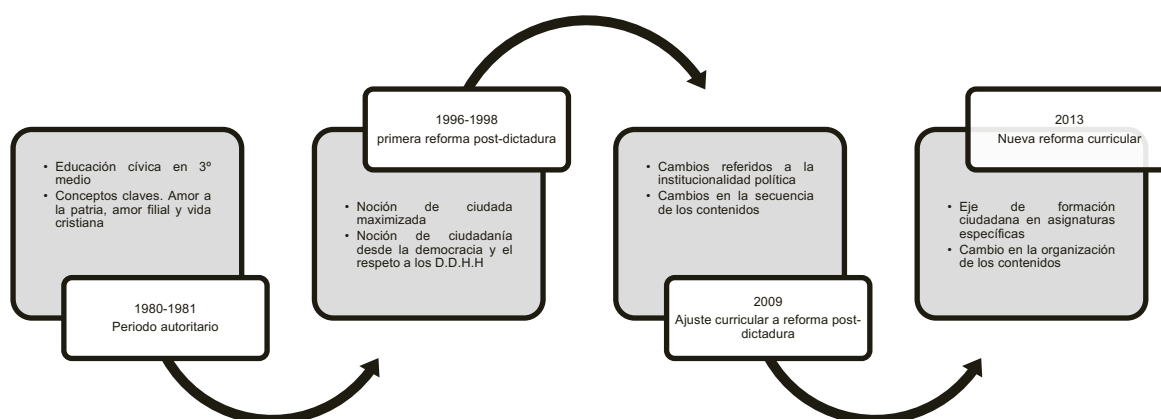 • Educación cívica en 3º
medio
• Conceptos claves. Amor a
la patria, amor filial y vida
cristiana
1980-1981
Periodo autoritario
1996-1998
primera reforma post-dictadura
• Noción de ciudada
maximizada
• Noción de ciudadanía
desde la democracia y el
respeto a los D.D.H.H
• Cambios referidos a la
institucionalidad política
• Cambios en la secuencia
de los contenidos
2009
Ajuste curricular a reforma post-
dictadura
2013
Nueva reforma curricular
• Eje de formación
ciudadana en asignaturas
específicas
• Cambio en la organización
de los contenidos